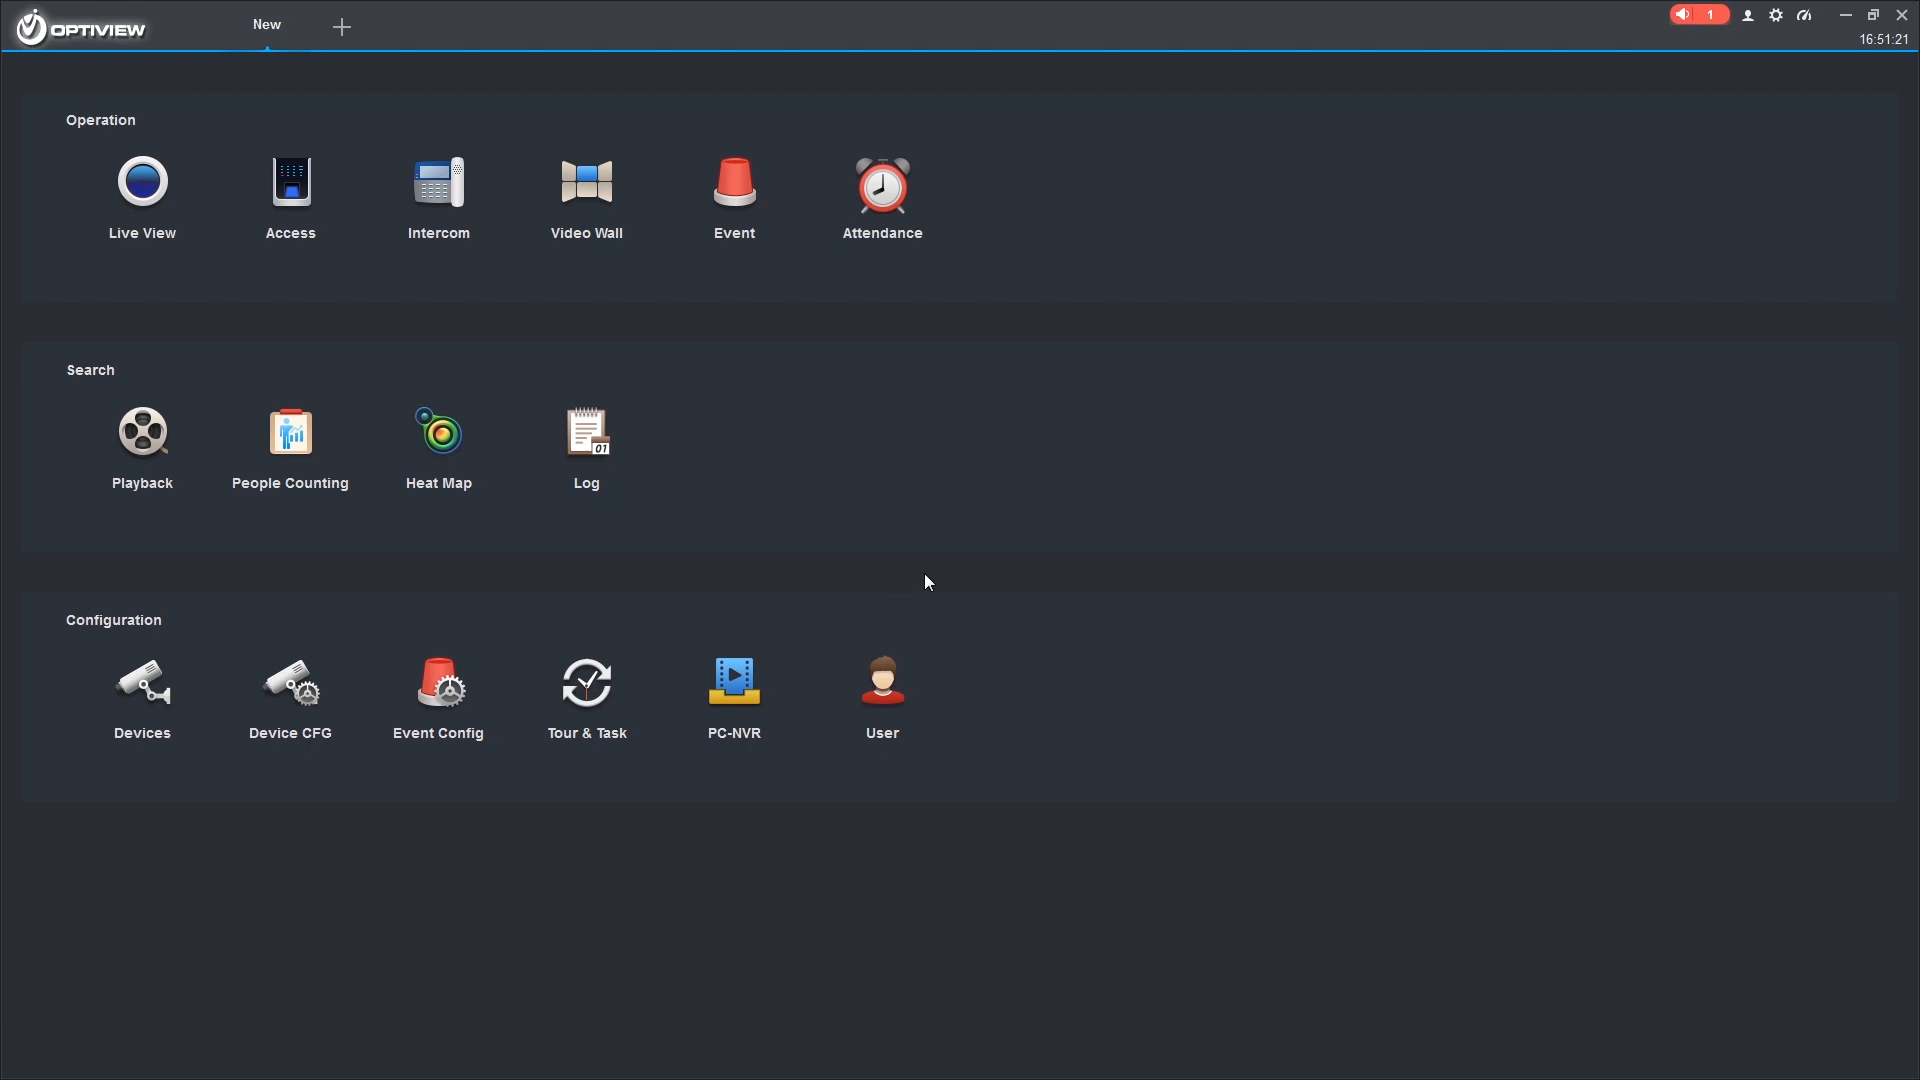 OPTIVIEW
New
1
16:51:21
Operation
Live View
Access
Intercom
Video Wall
Event
Attendance
Search
01
Playback
People Counting
Heat Map
Log
Configuration
Devices
Device CFG
Event Config
Tour & Task
PC-NVR
User